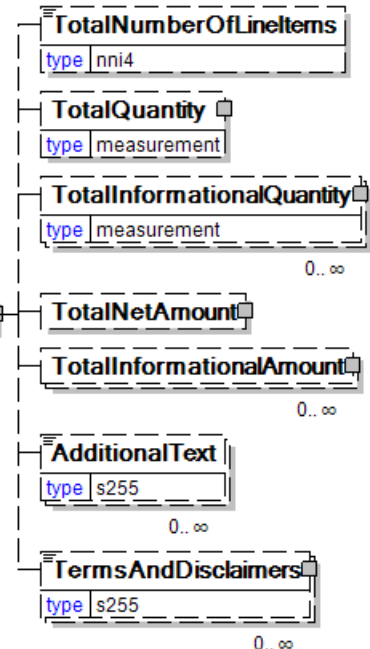 TotalNumberOfLineItems
type nni4
TotalQuantity
type measurement
TotalInformationalQuantity
type measurement
0.. ∞
TotalNetAmount
TotalInformationalAmount
0.. ∞
AdditionalText
type s255
0.. ∞
TermsAndDisclaimers
type s255
0.. ∞